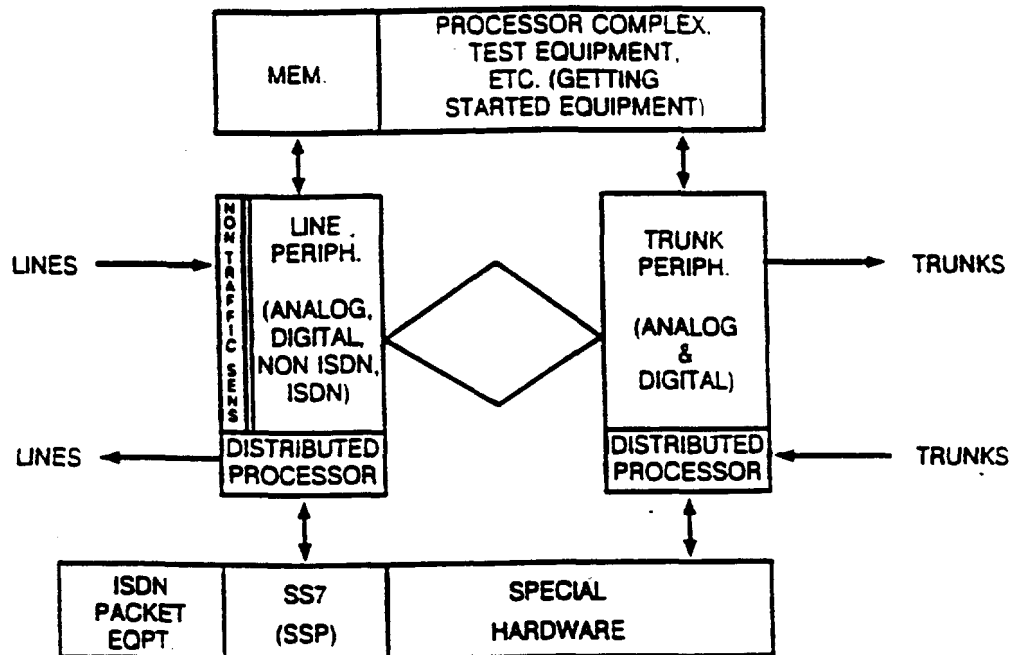 MEM.
PROCESSOR COMPLEX,
TEST EQUIPMENT,
ETC. (GETTING
STARTED EQUIPMENT)
NON TRAFFIC SENS
LINE
PERIPH.
(ANALOG,
DIGITAL,
NON ISDN,
ISDN)
TRUNK
PERIPH.
(ANALOG
&
DIGITAL)
LINES
TRUNKS
LINES
DISTRIBUTED
PROCESSOR
DISTRIBUTED
PROCESSOR
TRUNKS
ISDN
PACKET
EQPT.
SS7
(SSP)
SPECIAL
HARDWARE